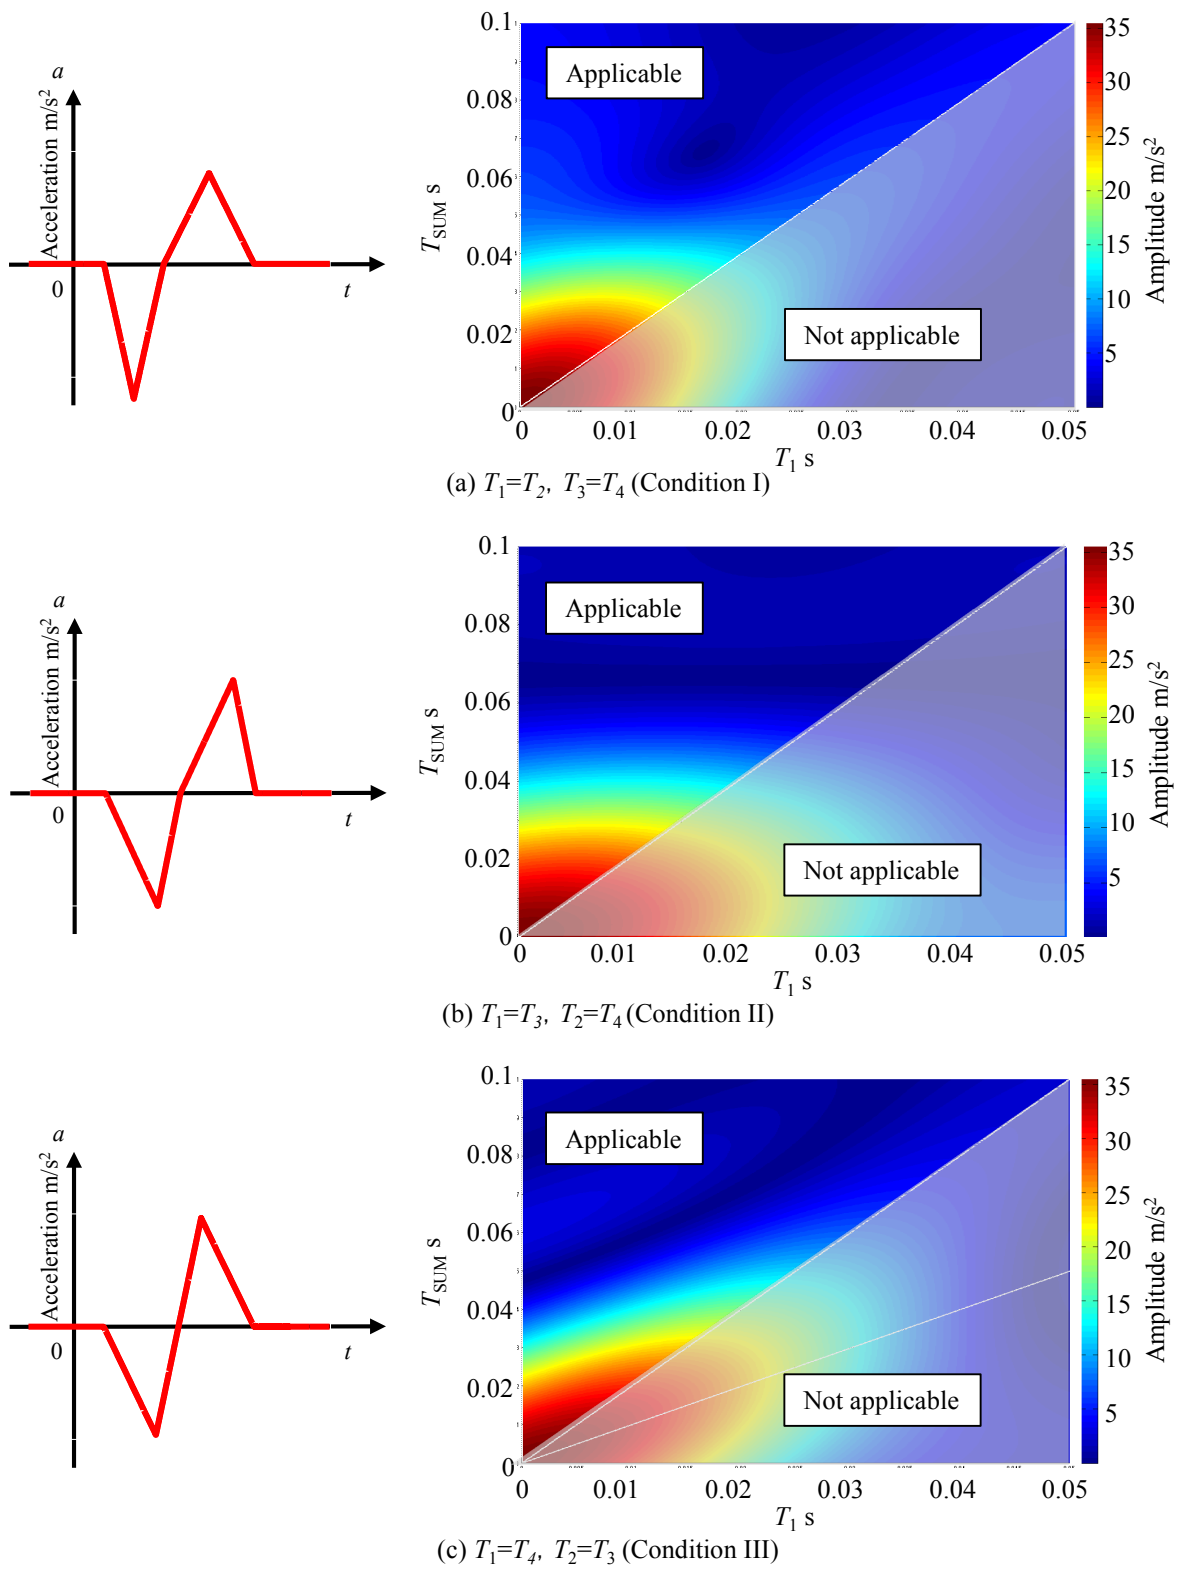 a
Acceleration m/s²
0
t
0.1
0.08
0.06
0.04
0.02
0
T_SUM s
Applicable
Not applicable
0 0.01 0.02 0.03 0.04 0.05
T₁ s
35
30
25
20
15
10
5
Amplitude m/s²
(a) T₁=T₂, T₃=T₄ (Condition I)
a
Acceleration m/s²
0
t
0.1
0.08
0.06
0.04
0.02
0
T_SUM s
Applicable
Not applicable
0.01 0.02 0.03 0.04 0.05
T₁ s
35
30
25
20
15
10
5
Amplitude m/s²
(b) T₁=T₃, T₂=T₄ (Condition II)
a
Acceleration m/s²
0
t
0.1
0.08
0.06
0.04
0.02
0
T_SUM s
Applicable
Not applicable
0 0.01 0.02 0.03 0.04 0.05
T₁ s
35
30
25
20
15
10
5
Amplitude m/s²
(c) T₁=T₄, T₂=T₃ (Condition III)